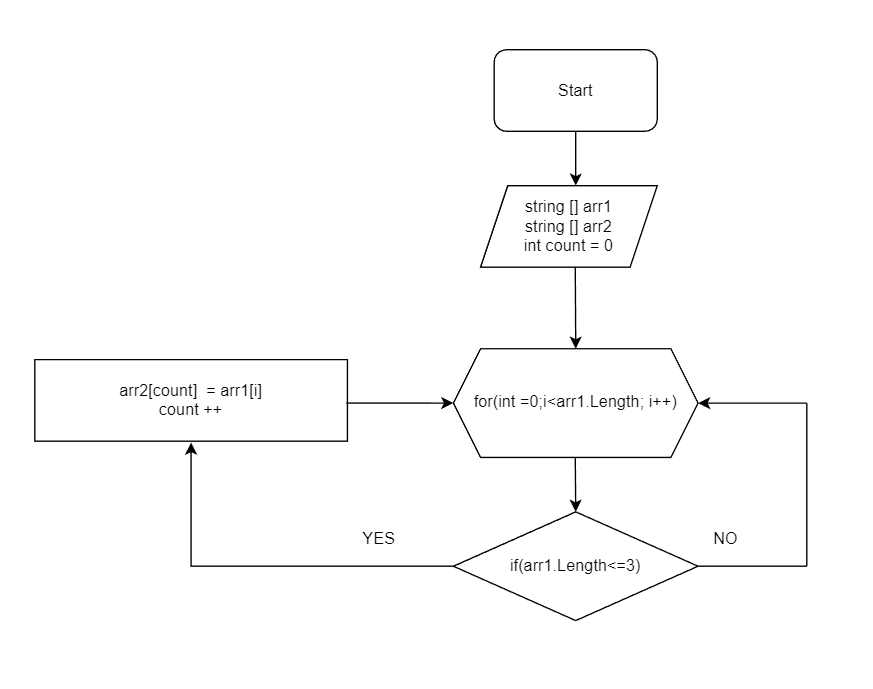 Start
string [] arr1
string [] arr2
int count = 0
arr2[count]  = arr1[i]
count ++
for(int =0;i<arr1.Length; i++)
YES
NO
if(arr1.Length<=3)